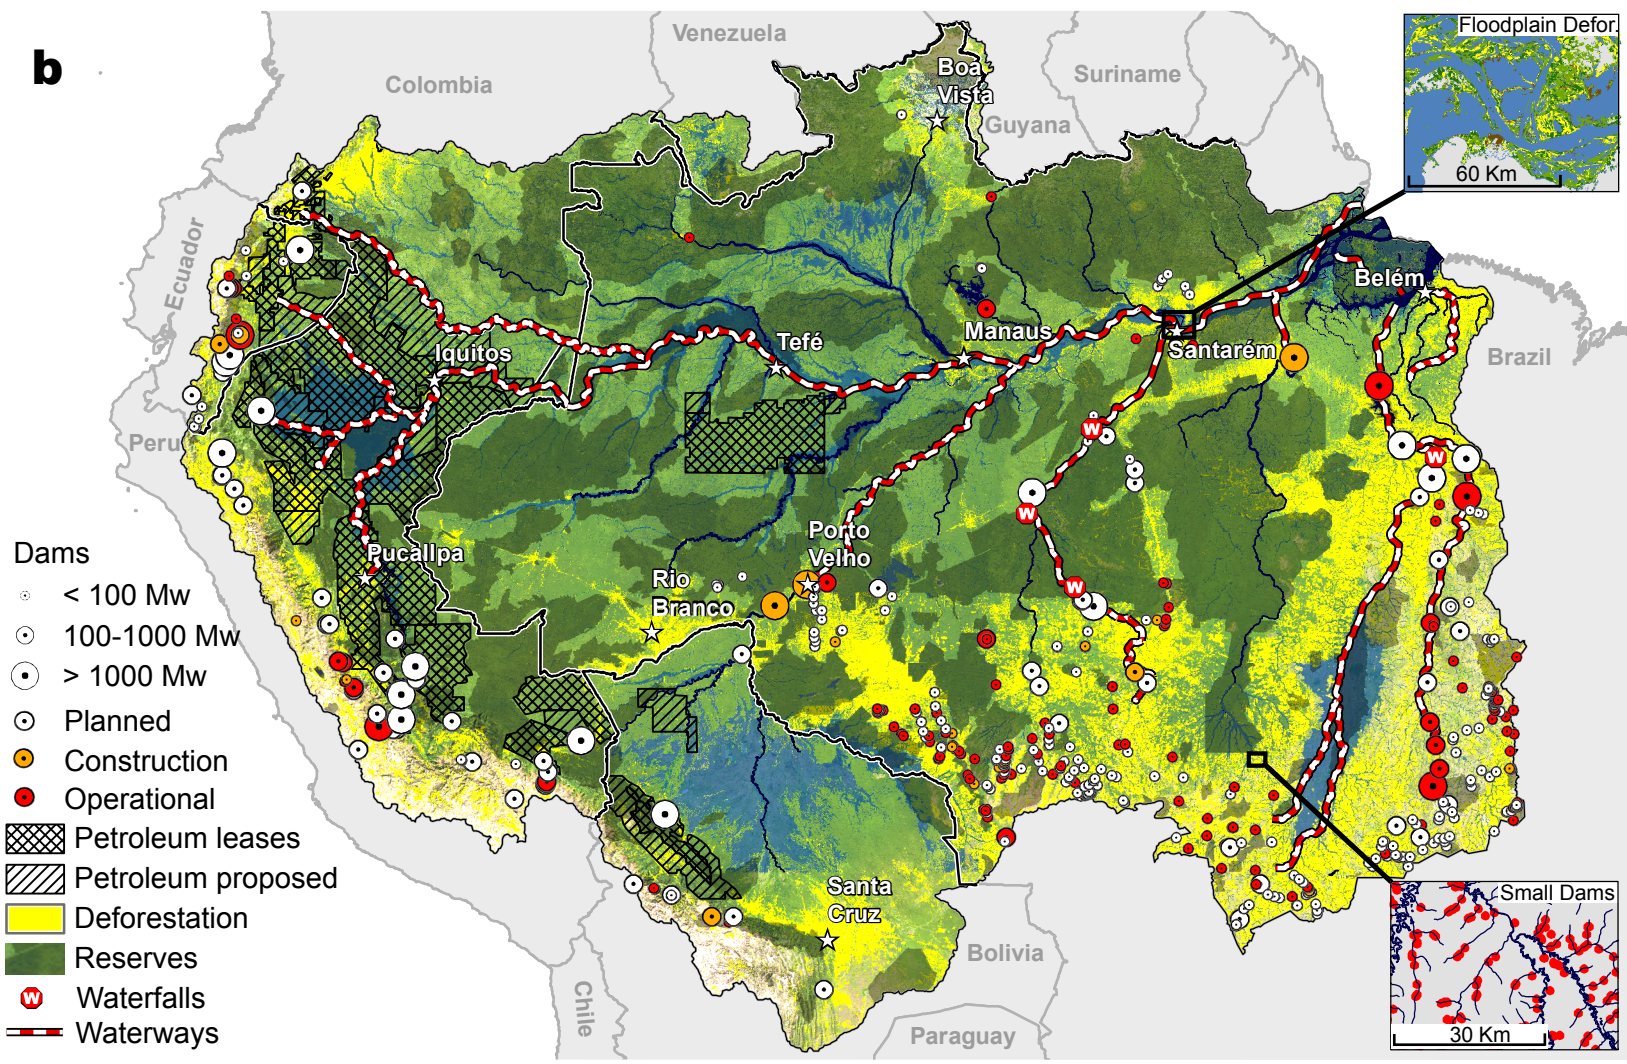 b
Venezuela
Colombia
Suriname
Guyana
Ecuador
Peru
Brazil
Bolivia
Chile
Paraguay
Boa
Vista
Belém
Manaus
Tefé
Santarém
Iquitos
Pucallpa
Porto
Velho
Rio
Branco
Santa
Cruz
W
W
W
W
Floodplain Defor.
60 Km
Small Dams
30 Km
Dams
< 100 Mw
100-1000 Mw
> 1000 Mw
Planned
Construction
Operational
Petroleum leases
Petroleum proposed
Deforestation
Reserves
W Waterfalls
Waterways